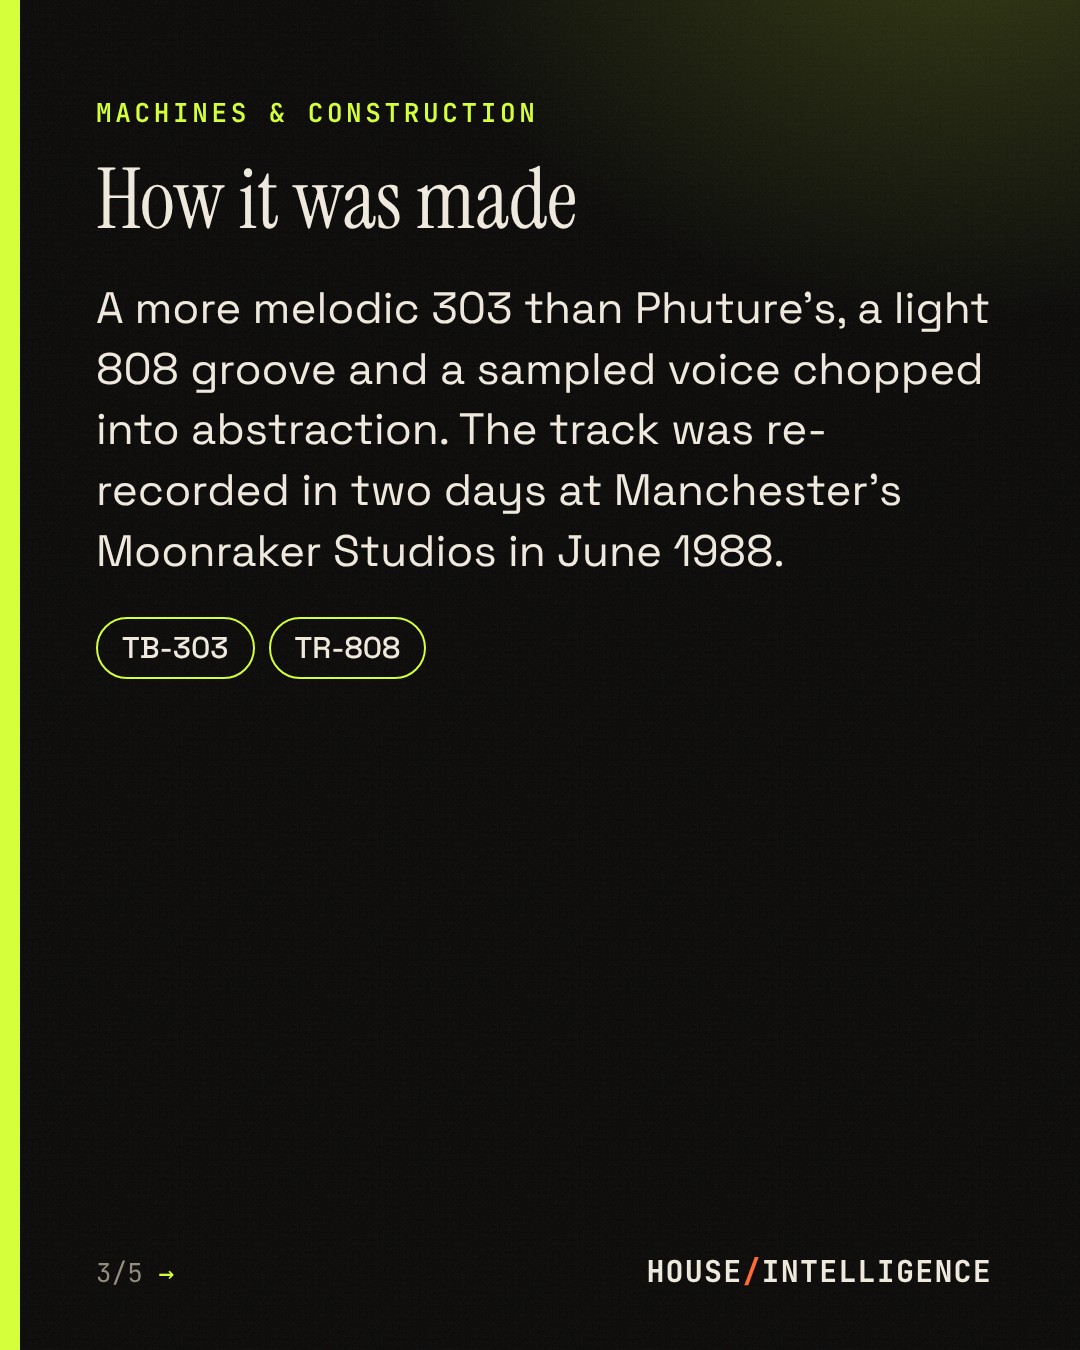 MACHINES & CONSTRUCTION
How it was made
A more melodic 303 than Phuture’s, a light
808 groove and a sampled voice chopped
into abstraction. The track was re-
recorded in two days at Manchester’s
Moonraker Studios in June 1988.
TB-303 TR-808
3/5 → HOUSE/INTELLIGENCE